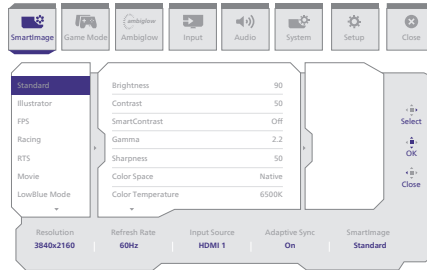 SmartImage
Game Mode
ambiglow
Ambiglow
Input
Audio
System
Setup
Close
Standard
Illustrator
FPS
Racing
RTS
Movie
LowBlue Mode
Brightness 90
Contrast 50
SmartContrast Off
Gamma 2.2
Sharpness 50
Color Space Native
Color Temperature 6500K
Select
OK
Close
Resolution Refresh Rate Input Source Adaptive Sync SmartImage
3840x2160 60Hz HDMI 1 On Standard